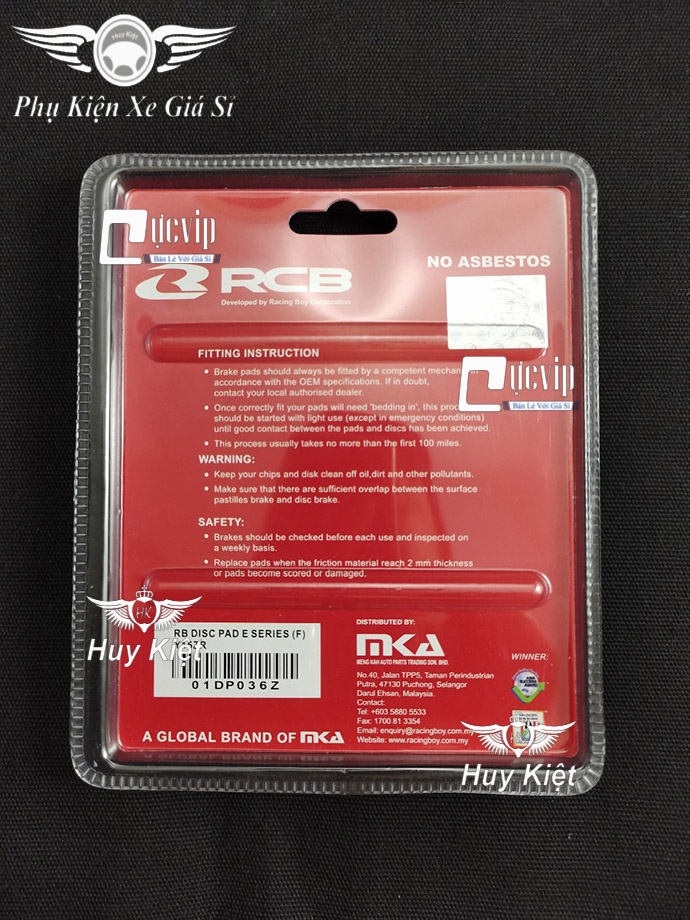 Huy Kiệt
Phụ Kiện Xe Giá Sỉ
ựcvip
Bán Lẻ Với Giá Sỉ
RCB
Developed by Racing Boy Corporation
NO ASBESTOS
FITTING INSTRUCTION
• Brake pads should always be fitted by a competent
accordance with the OEM specifications. If in doubt,
contact your local authorised dealer.
ựcvip
Bán Lẻ Với Giá Sỉ
• Once correctly fit your pads will need 'bedding in', this
should be started with light use (except in emergency conditions)
until good contact between the pads and discs has been achieved.
• This process usually takes no more than the first 100 miles.
WARNING:
• Keep your chips and disk clean off oil,dirt and other pollutants.
• Make sure that there are sufficient overlap between the surface
pastilles brake and disc brake.
SAFETY:
• Brakes should be checked before each use and inspected on
a weekly basis.
• Replace pads when the friction material reach 2 mm thickness
or pads become scored or damaged.
HK
Huy Kiệt
RB DISC PAD E SERIES (F)
01DP036Z
DISTRIBUTED BY:
MKA
MENG KAH AUTO PARTS TRADING SDN. BHD.
No.40, Jalan TPP5, Taman Perindustrian
Putra, 47130 Puchong, Selangor
Darul Ehsan, Malaysia.
Contact:
Tel: +603 5880 5533
Fax: 1700 81 3354
Email: enquiry@racingboy.com.my
Website: www.racingboy.com.my
WINNER:
A GLOBAL BRAND OF MKA
Huy Kiệt